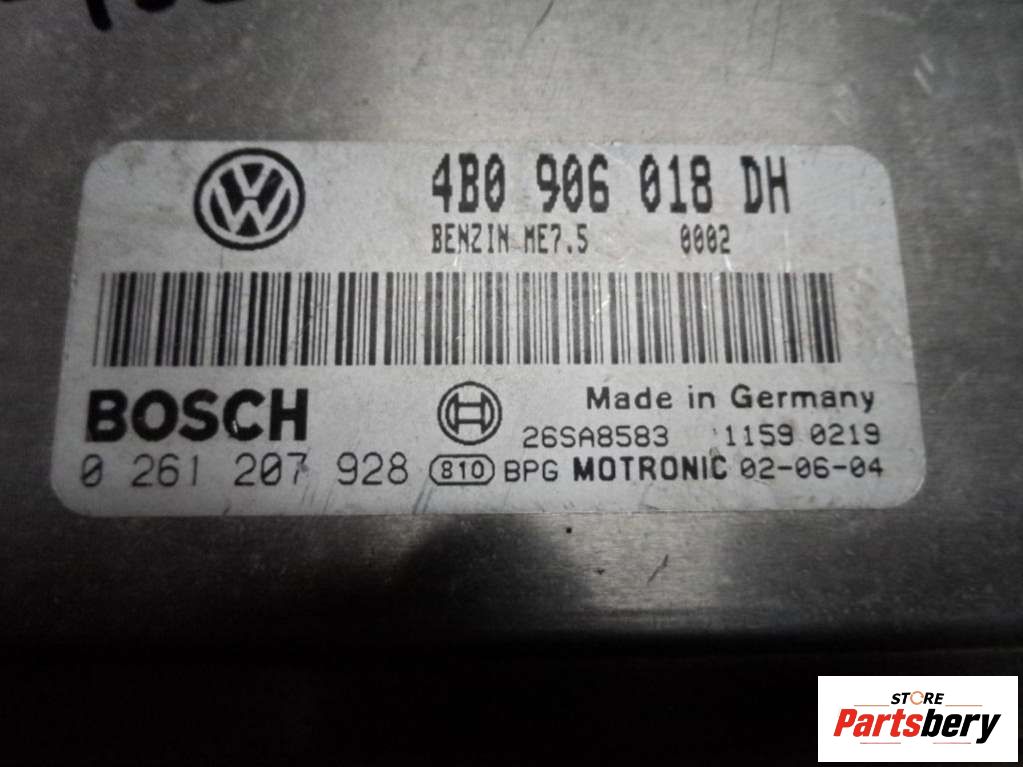 4B0 906 018 DH
BENZIN ME7.5 0002
BOSCH
Made in Germany
26SA8583 1159 0219
0 261 207 928 810 BPG MOTRONIC 02-06-04
STORE
Partsbery